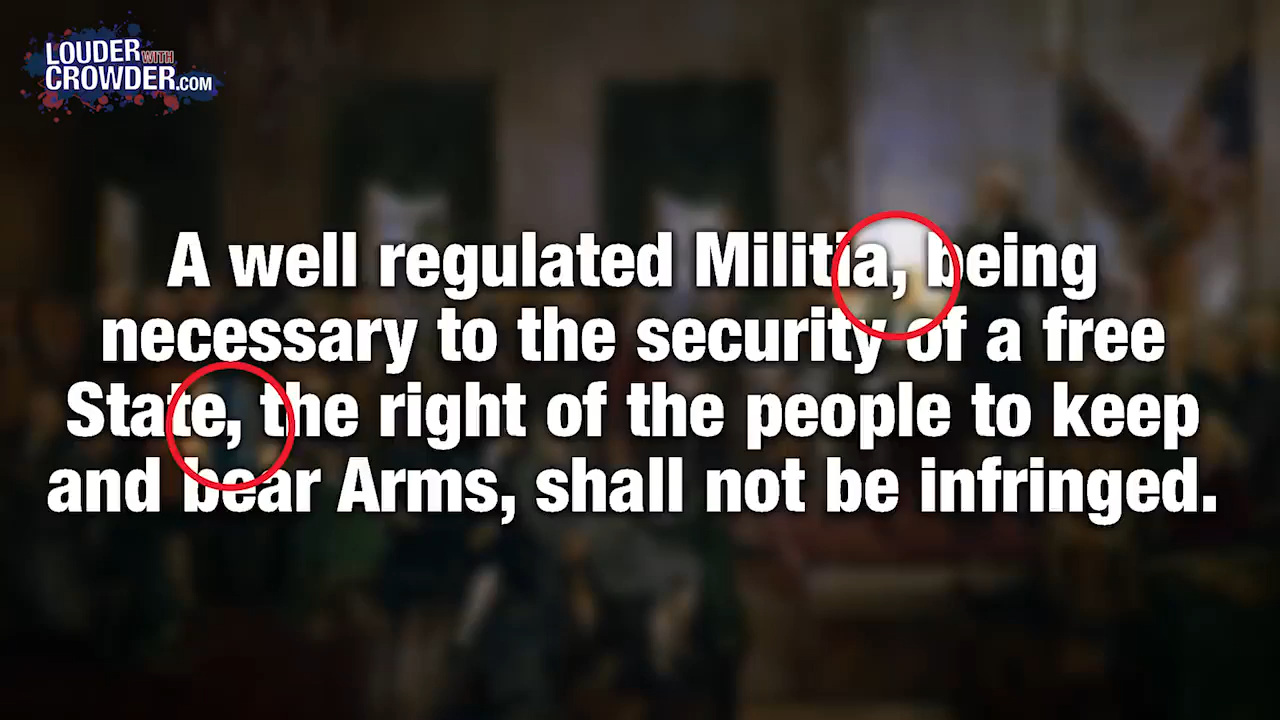 LOUDER WITH
CROWDER.COM
A well regulated Militia, being
necessary to the security of a free
State, the right of the people to keep
and bear Arms, shall not be infringed.